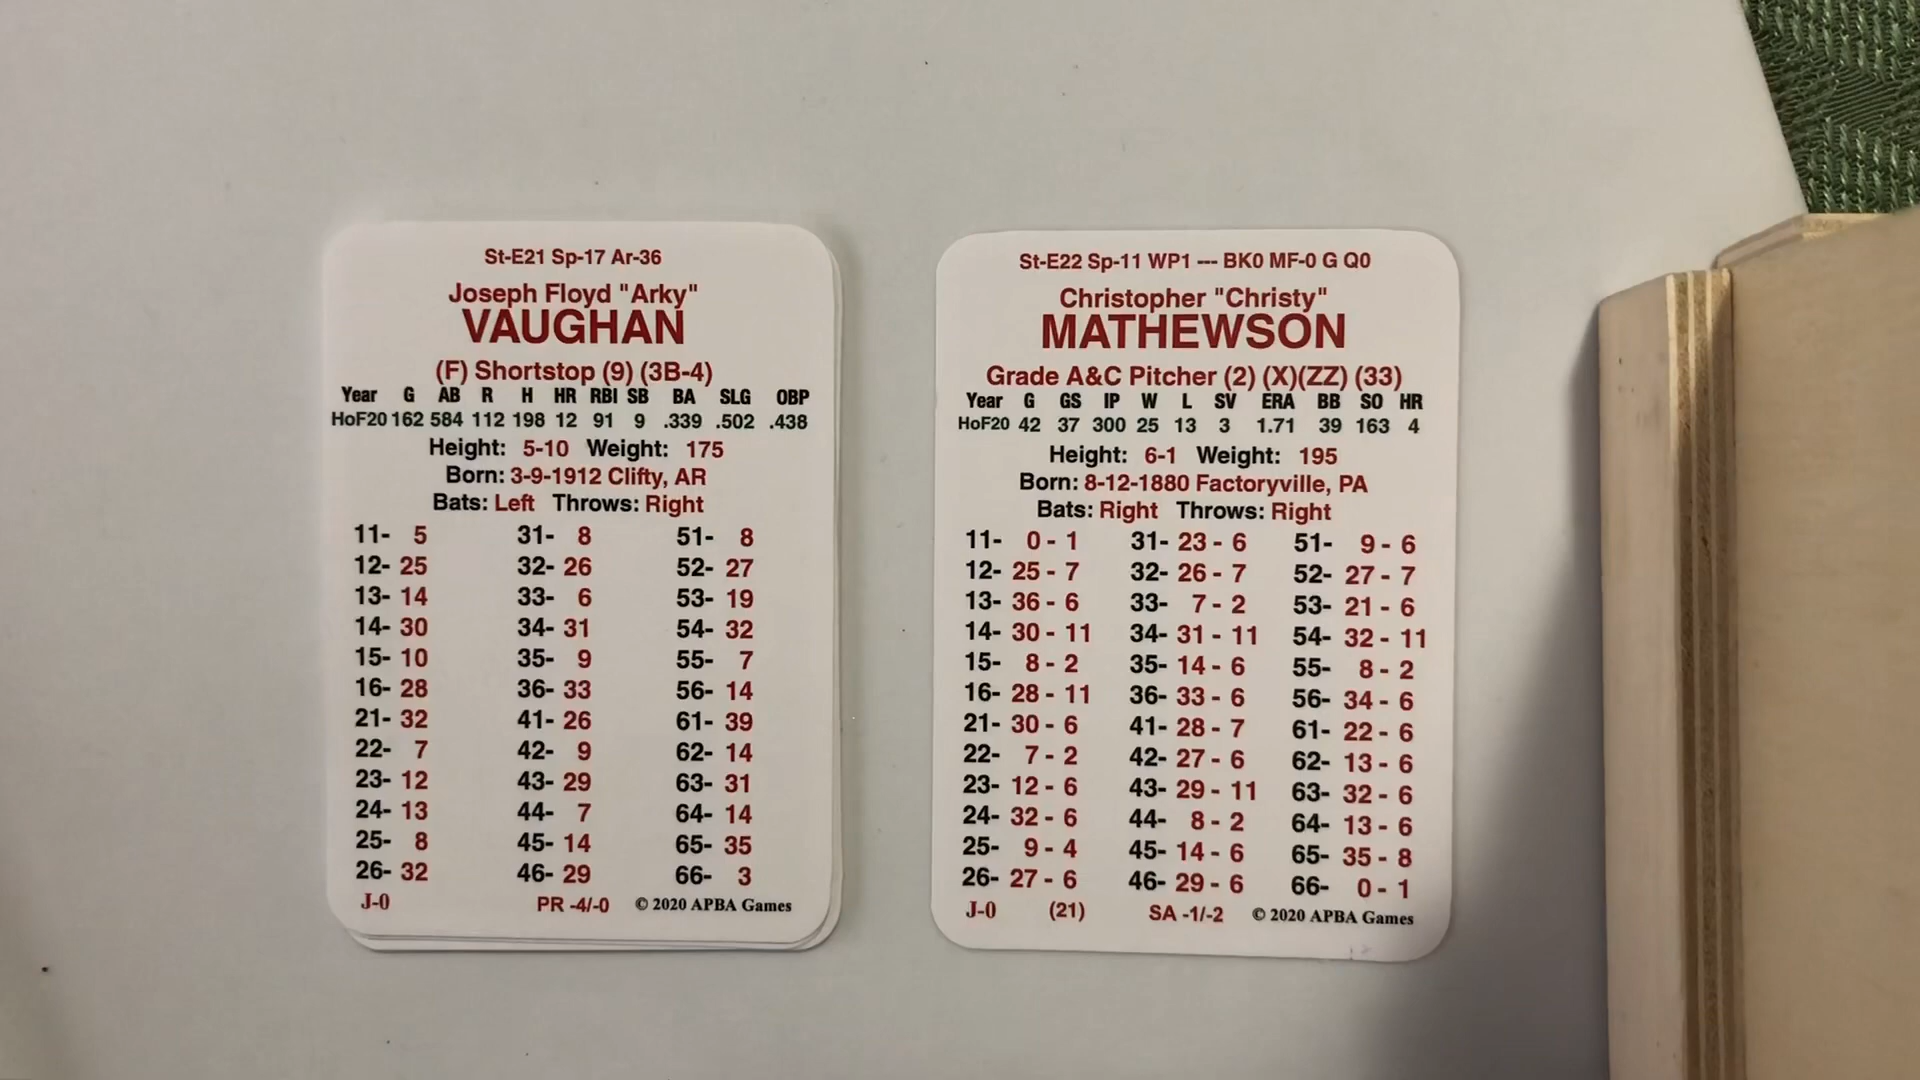 St-E21 Sp-17 Ar-36
Joseph Floyd "Arky"
VAUGHAN
(F) Shortstop (9) (3B-4)
Year G AB R H HR RBI SB BA SLG OBP
HoF20 162 584 112 198 12 91 9 .339 .502 .438
Height: 5-10 Weight: 175
Born: 3-9-1912 Clifty, AR
Bats: Left Throws: Right
11- 5 31- 8 51- 8
12- 25 32- 26 52- 27
13- 14 33- 6 53- 19
14- 30 34- 31 54- 32
15- 10 35- 9 55- 7
16- 28 36- 33 56- 14
21- 32 41- 26 61- 39
22- 7 42- 9 62- 14
23- 12 43- 29 63- 31
24- 13 44- 7 64- 14
25- 8 45- 14 65- 35
26- 32 46- 29 66- 3
J-0 PR -4/-0 © 2020 APBA Games
St-E22 Sp-11 WP1 --- BK0 MF-0 G Q0
Christopher "Christy"
MATHEWSON
Grade A&C Pitcher (2) (X)(ZZ) (33)
Year G GS IP W L SV ERA BB SO HR
HoF20 42 37 300 25 13 3 1.71 39 163 4
Height: 6-1 Weight: 195
Born: 8-12-1880 Factoryville, PA
Bats: Right Throws: Right
11- 0 - 1 31- 23 - 6 51- 9 - 6
12- 25 - 7 32- 26 - 7 52- 27 - 7
13- 36 - 6 33- 7 - 2 53- 21 - 6
14- 30 - 11 34- 31 - 11 54- 32 - 11
15- 8 - 2 35- 14 - 6 55- 8 - 2
16- 28 - 11 36- 33 - 6 56- 34 - 6
21- 30 - 6 41- 28 - 7 61- 22 - 6
22- 7 - 2 42- 27 - 6 62- 13 - 6
23- 12 - 6 43- 29 - 11 63- 32 - 6
24- 32 - 6 44- 8 - 2 64- 13 - 6
25- 9 - 4 45- 14 - 6 65- 35 - 8
26- 27 - 6 46- 29 - 6 66- 0 - 1
J-0 (21) SA -1/-2 © 2020 APBA Games